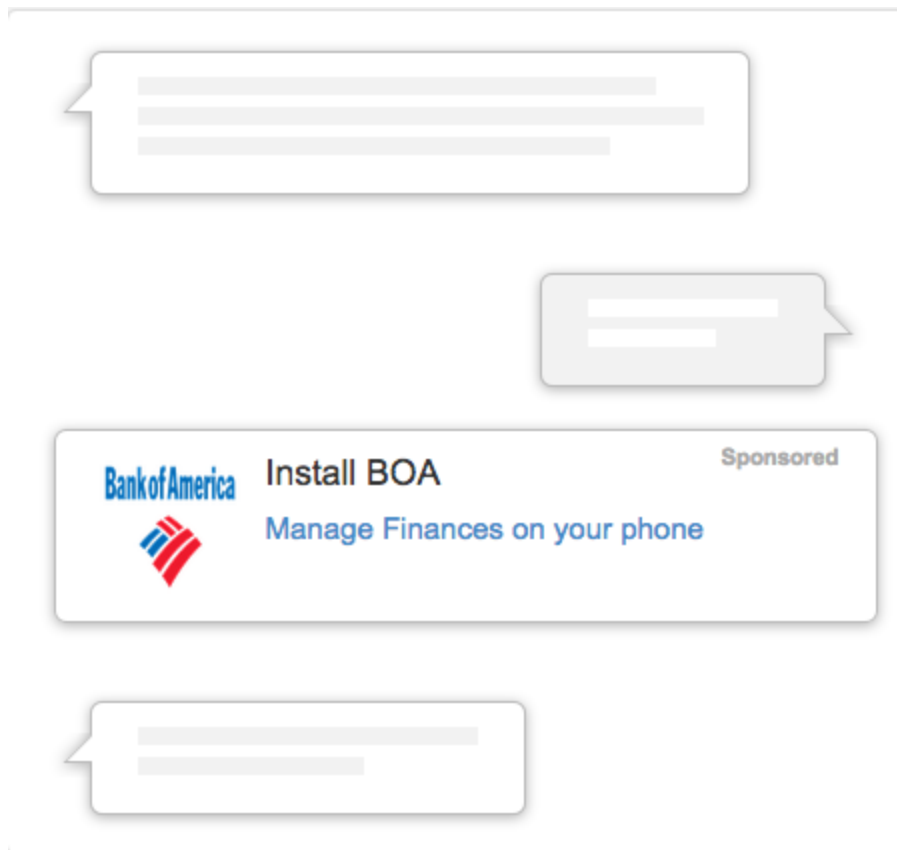 Sponsored
Install BOA
Bank of America
Manage Finances on your phone